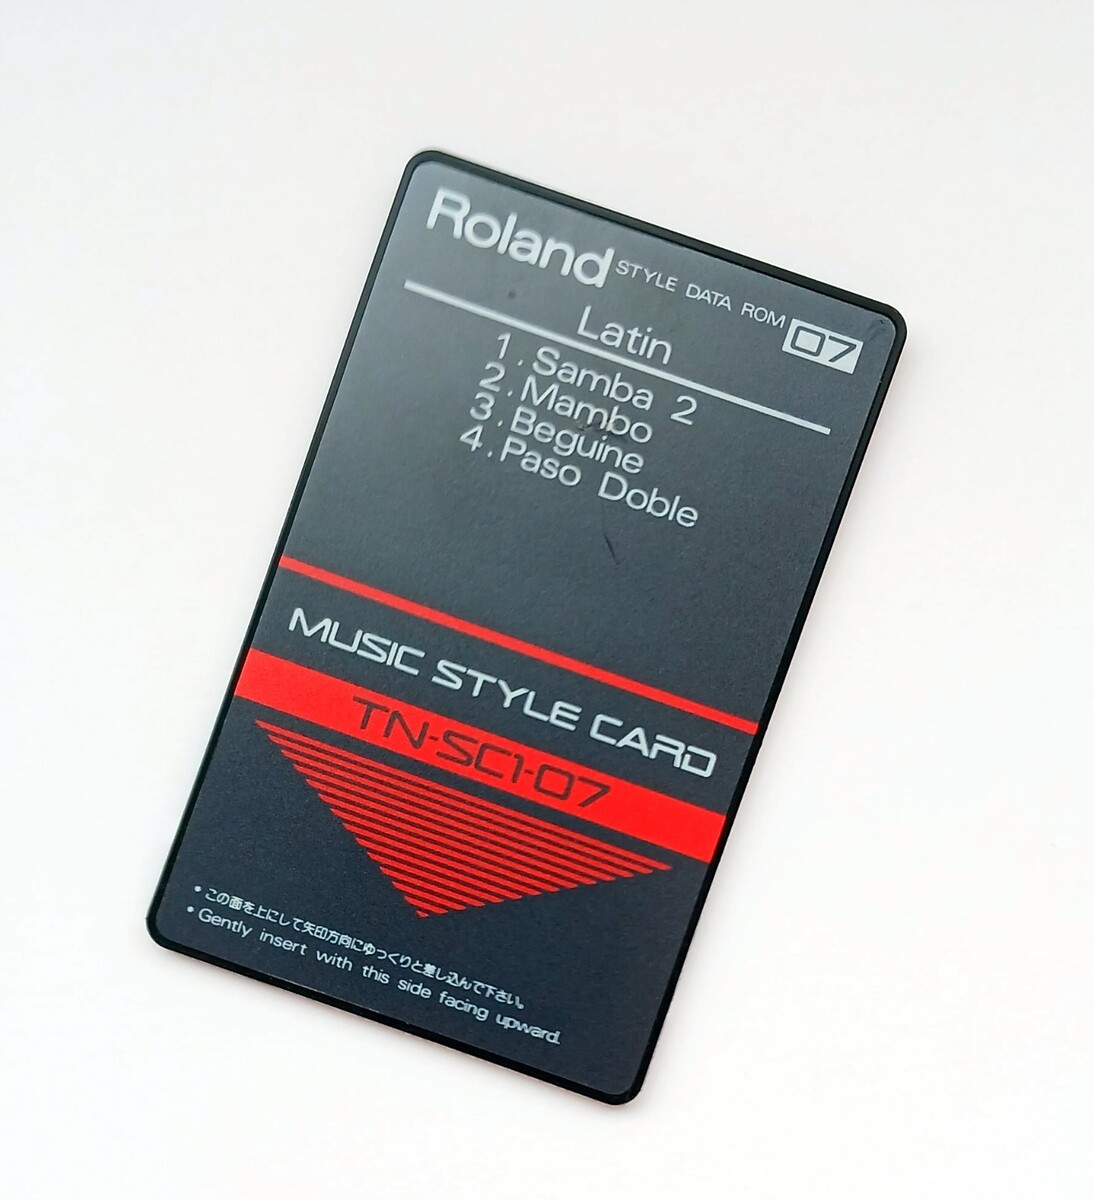 Roland STYLE DATA ROM 07
Latin
1. Samba 2
2. Mambo
3. Beguine
4. Paso Doble
MUSIC STYLE CARD
TN-SC1-07
• この面を上にして矢印方向にゆっくりと差し込んで下さい。
• Gently insert with this side facing upward.